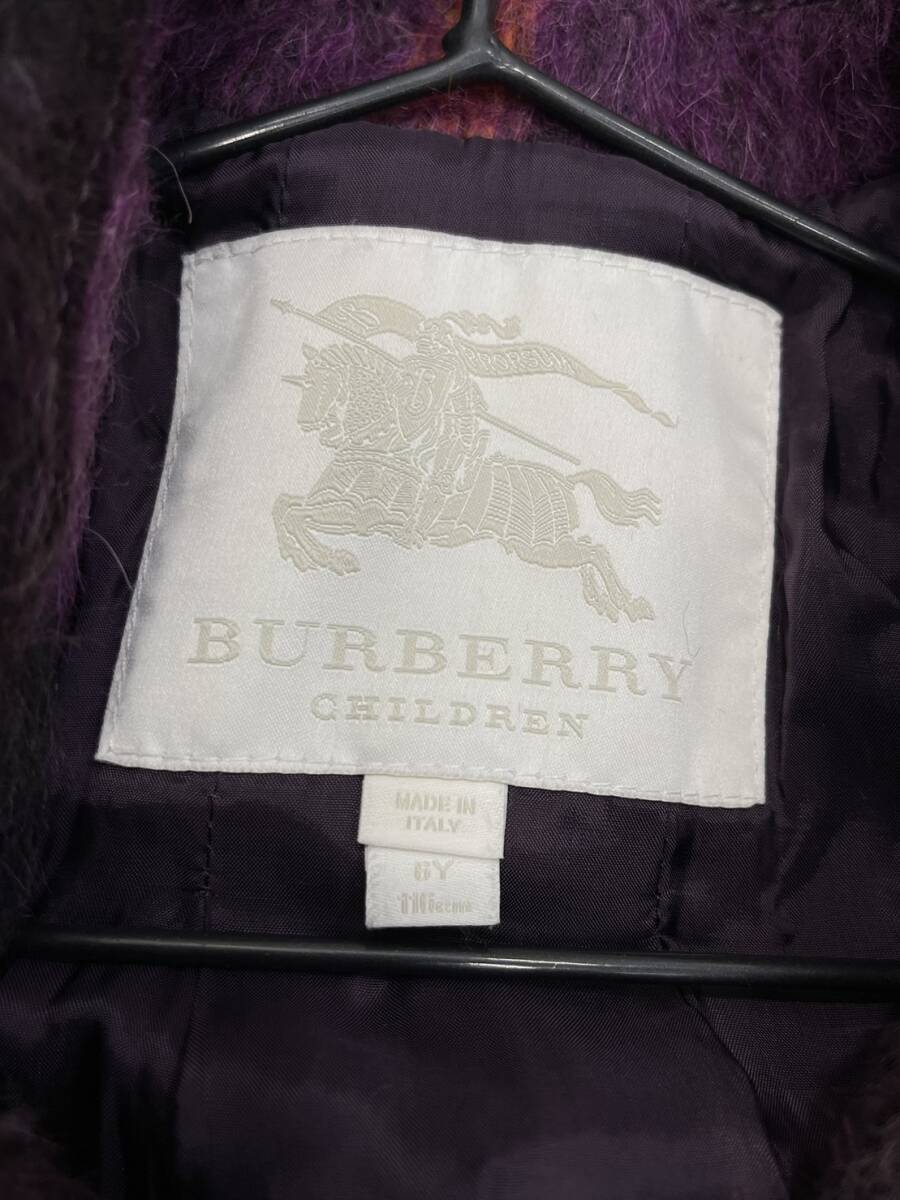 PRORSUM
BURBERRY
CHILDREN
MADE IN
ITALY
6Y
116cm